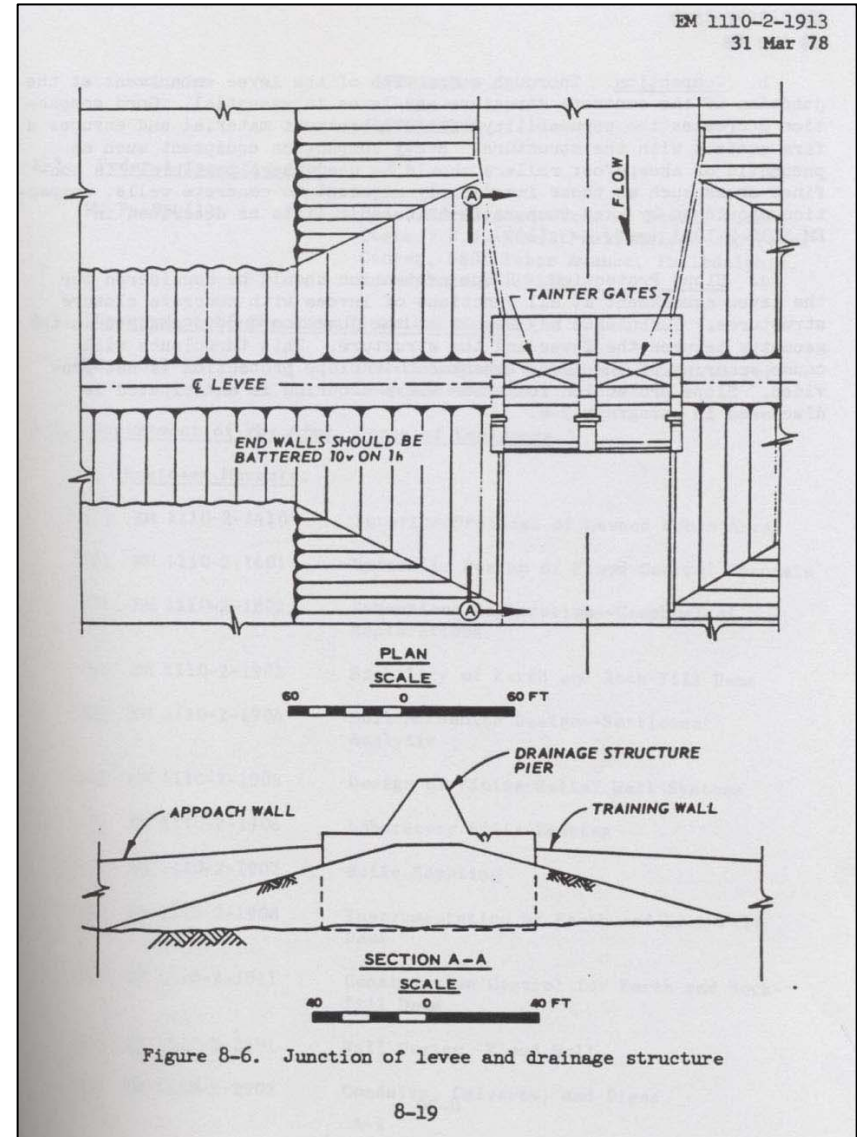 EM 1110-2-1913
31 Mar 78
A
FLOW
TAINTER GATES
℄ LEVEE
END WALLS SHOULD BE
BATTERED 10v ON 1h
A
PLAN
SCALE
60 0 60 FT
DRAINAGE STRUCTURE
PIER
APPOACH WALL
TRAINING WALL
SECTION A-A
SCALE
40 0 40 FT
Figure 8-6. Junction of levee and drainage structure
8-19